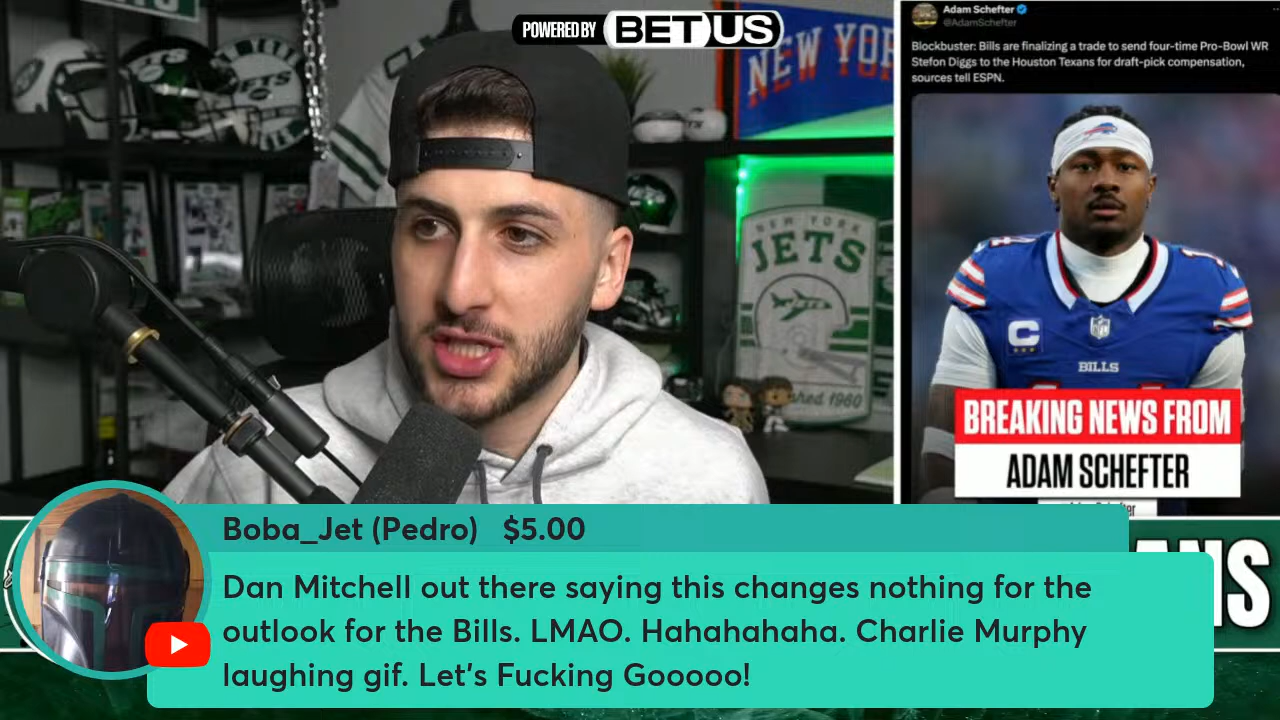 POWERED BY BETUS
Adam Schefter
@AdamSchefter
Blockbuster: Bills are finalizing a trade to send four-time Pro-Bowl WR
Stefon Diggs to the Houston Texans for draft-pick compensation,
sources tell ESPN.
NEW YOR
NEW YORK
JETS
shed 1960
C
BILLS
BREAKING NEWS FROM
ADAM SCHEFTER
Boba_Jet (Pedro) $5.00
Dan Mitchell out there saying this changes nothing for the
outlook for the Bills. LMAO. Hahahahaha. Charlie Murphy
laughing gif. Let's Fucking Gooooo!
ANS